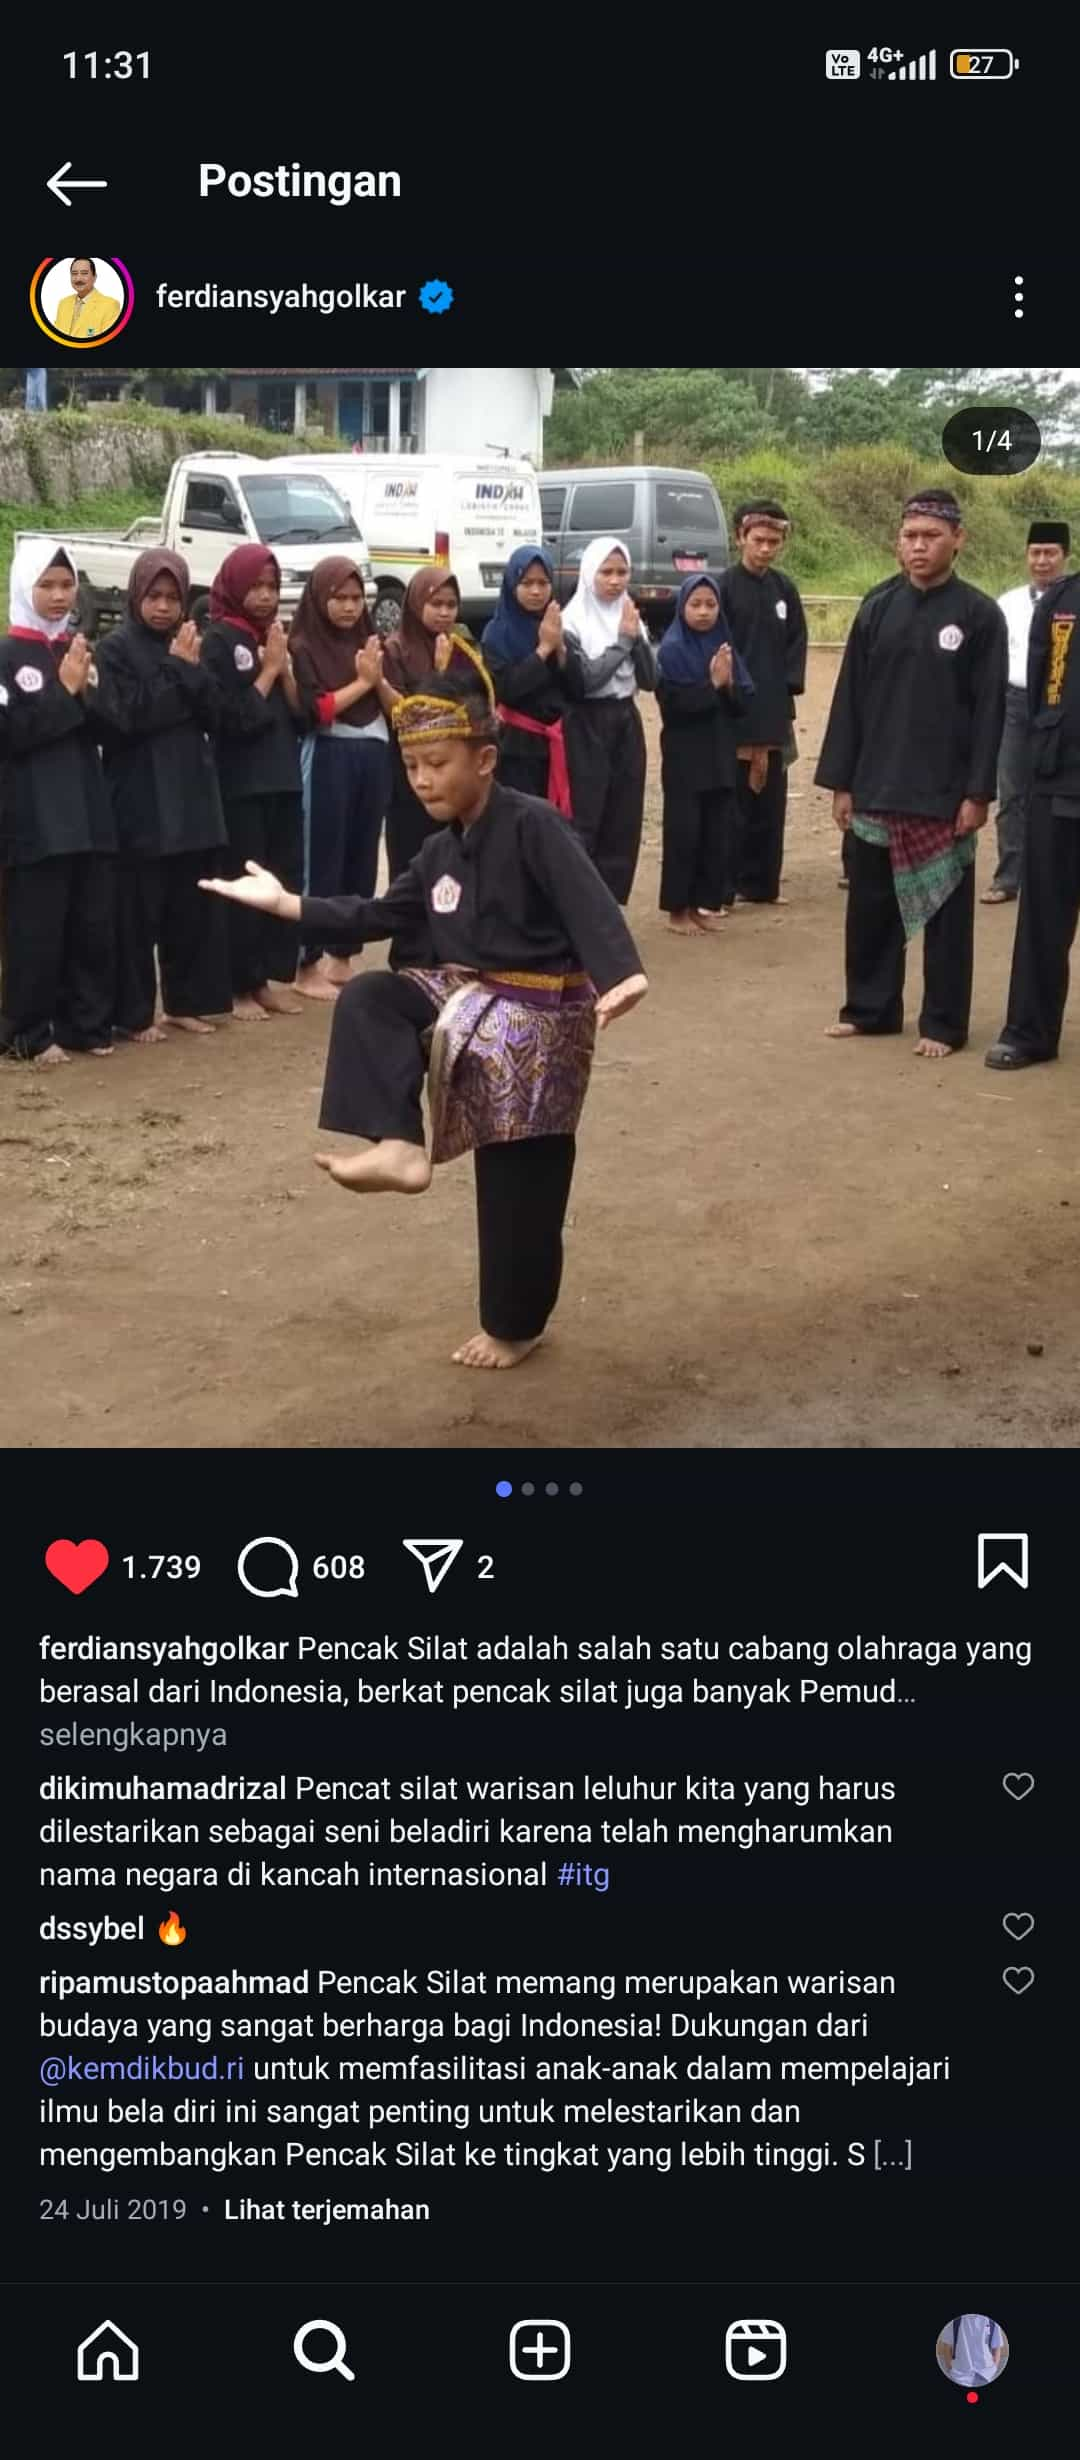 11:31
Vo LTE 4G+ 27
Postingan
ferdiansyahgolkar
1/4
INDAH
INDAH
ferdiansyahgolkar Pencak Silat adalah salah satu cabang olahraga yang
berasal dari Indonesia, berkat pencak silat juga banyak Pemud...
selengkapnya
dikimuhamadrizal Pencat silat warisan leluhur kita yang harus
dilestarikan sebagai seni beladiri karena telah mengharumkan
nama negara di kancah internasional #itg
dssybel 🔥
ripamustopaahmad Pencak Silat memang merupakan warisan
budaya yang sangat berharga bagi Indonesia! Dukungan dari
@kemdikbud.ri untuk memfasilitasi anak-anak dalam mempelajari
ilmu bela diri ini sangat penting untuk melestarikan dan
mengembangkan Pencak Silat ke tingkat yang lebih tinggi. S [...]
24 Juli 2019 • Lihat terjemahan
1.739 608 2